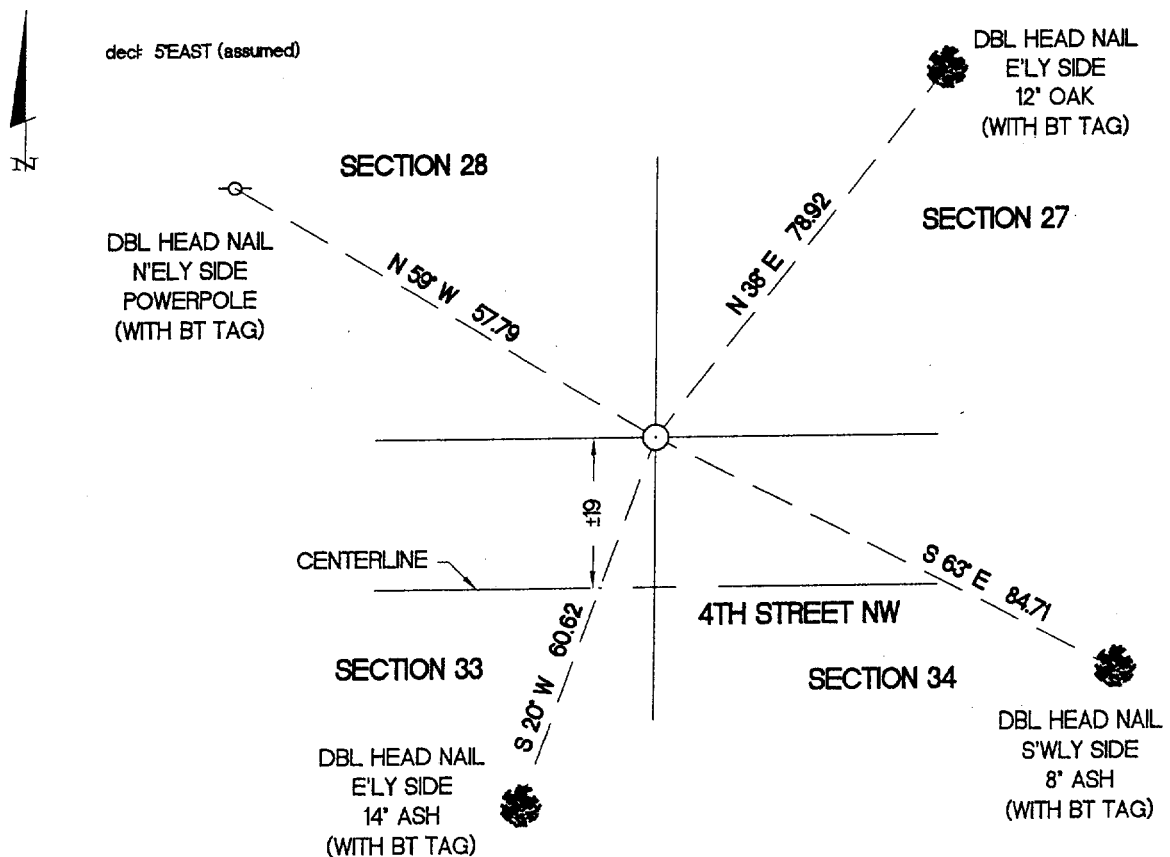 decl: 5°EAST (assumed)
DBL HEAD NAIL
E'LY SIDE
12" OAK
(WITH BT TAG)
N
SECTION 28
SECTION 27
DBL HEAD NAIL
N'ELY SIDE
POWERPOLE
(WITH BT TAG)
N 59° W 57.79
N 38° E 78.92
±19
CENTERLINE
S 63° E 84.71
4TH STREET NW
S 20° W 60.62
SECTION 33
SECTION 34
DBL HEAD NAIL
E'LY SIDE
14" ASH
(WITH BT TAG)
DBL HEAD NAIL
S'WLY SIDE
8" ASH
(WITH BT TAG)